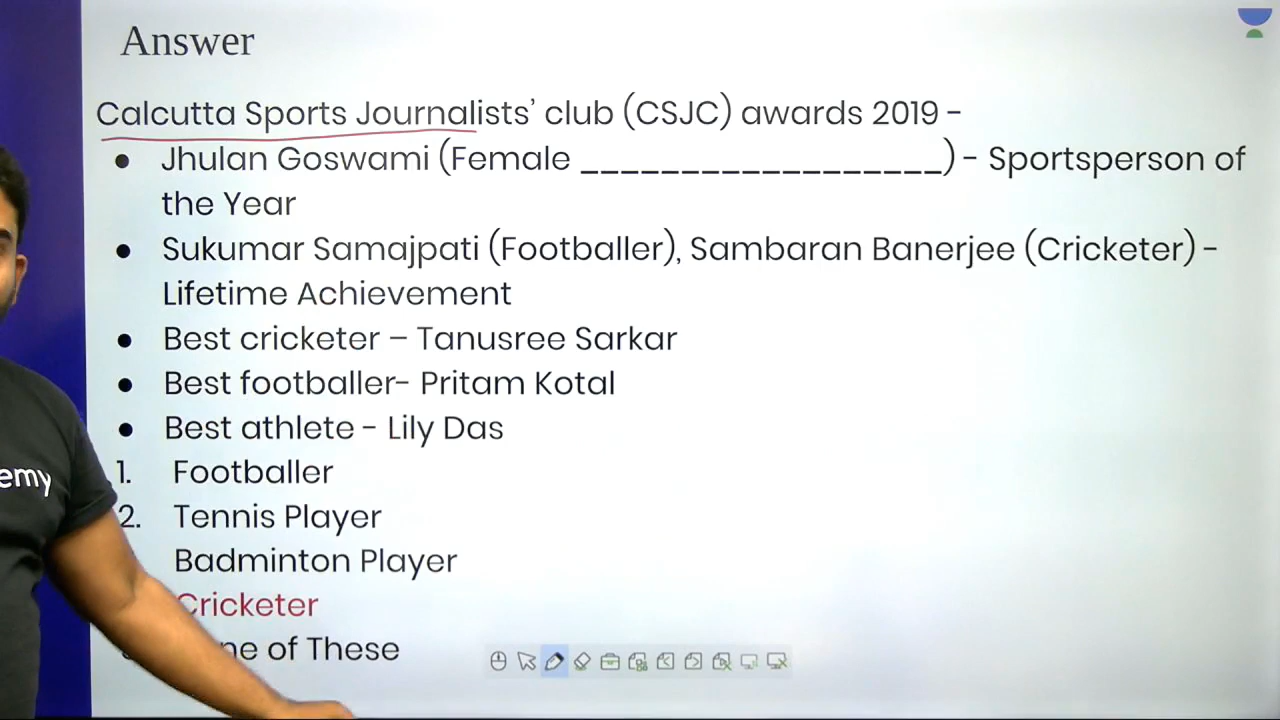 Answer
Calcutta Sports Journalists' club (CSJC) awards 2019 -
● Jhulan Goswami (Female __________________) - Sportsperson of
the Year
● Sukumar Samajpati (Footballer), Sambaran Banerjee (Cricketer) -
Lifetime Achievement
● Best cricketer – Tanusree Sarkar
● Best footballer- Pritam Kotal
● Best athlete - Lily Das
1. Footballer
2. Tennis Player
Badminton Player
Cricketer
of These
emy